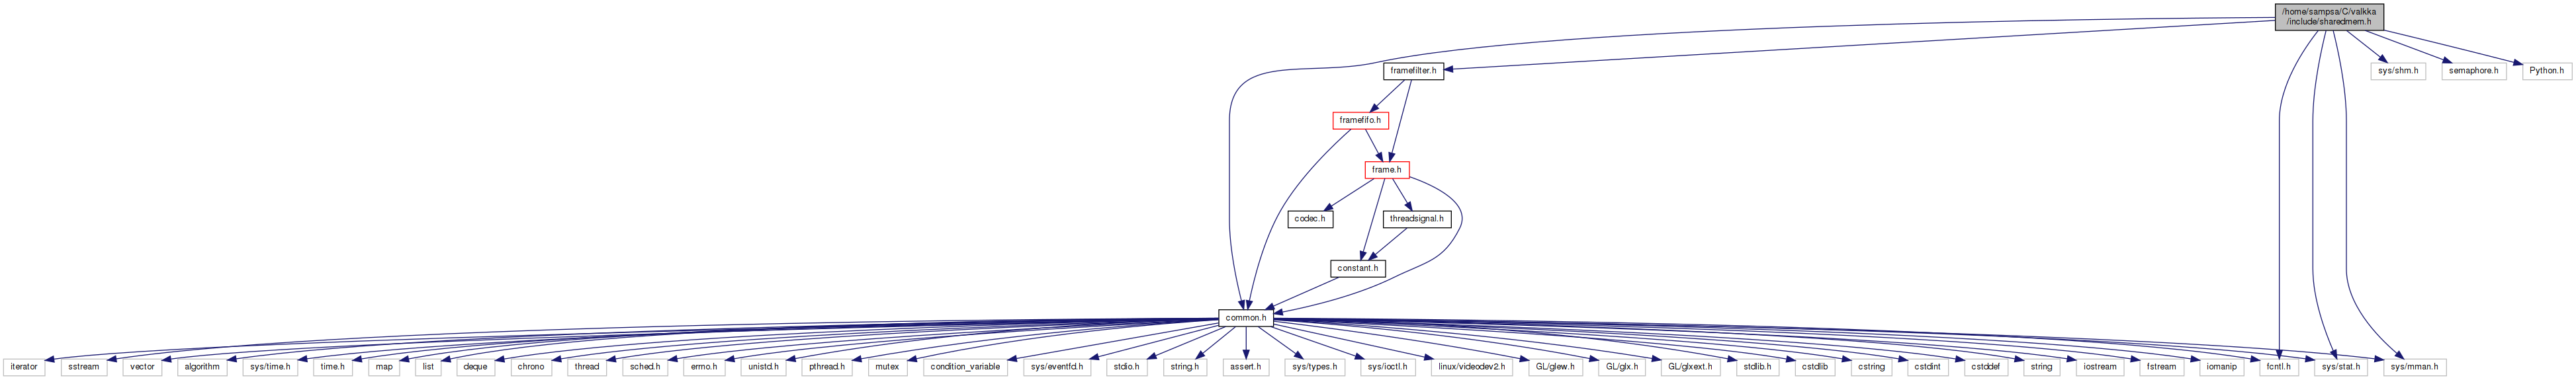 /home/sampsa/C/valkka
/include/sharedmem.h
framefilter.h
sys/shm.h
semaphore.h
Python.h
framefifo.h
frame.h
codec.h
threadsignal.h
constant.h
common.h
iterator
sstream
vector
algorithm
sys/time.h
time.h
map
list
deque
chrono
thread
sched.h
errno.h
unistd.h
pthread.h
mutex
condition_variable
sys/eventfd.h
stdio.h
string.h
assert.h
sys/types.h
sys/ioctl.h
linux/videodev2.h
GL/glew.h
GL/glx.h
GL/glxext.h
stdlib.h
cstdlib
cstring
cstdint
cstddef
string
iostream
fstream
iomanip
fcntl.h
sys/stat.h
sys/mman.h